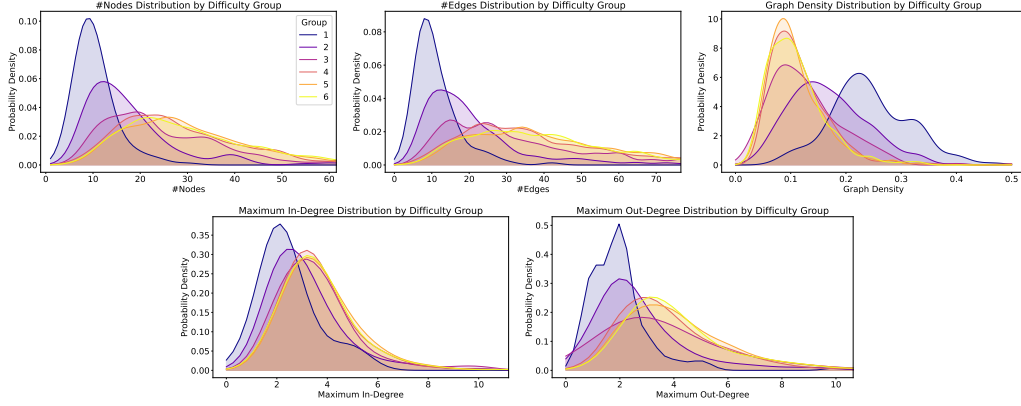 #Nodes Distribution by Difficulty Group
Probability Density
0.10
0.08
0.06
0.04
0.02
0.00
0 10 20 30 40 50 60
#Nodes
Group
1
2
3
4
5
6
#Edges Distribution by Difficulty Group
Probability Density
0.08
0.06
0.04
0.02
0.00
0 10 20 30 40 50 60 70
#Edges
Graph Density Distribution by Difficulty Group
Probability Density
10
8
6
4
2
0
0.0 0.1 0.2 0.3 0.4 0.5
Graph Density
Maximum In-Degree Distribution by Difficulty Group
Probability Density
0.35
0.30
0.25
0.20
0.15
0.10
0.05
0.00
0 2 4 6 8 10
Maximum In-Degree
Maximum Out-Degree Distribution by Difficulty Group
Probability Density
0.5
0.4
0.3
0.2
0.1
0.0
0 2 4 6 8 10
Maximum Out-Degree